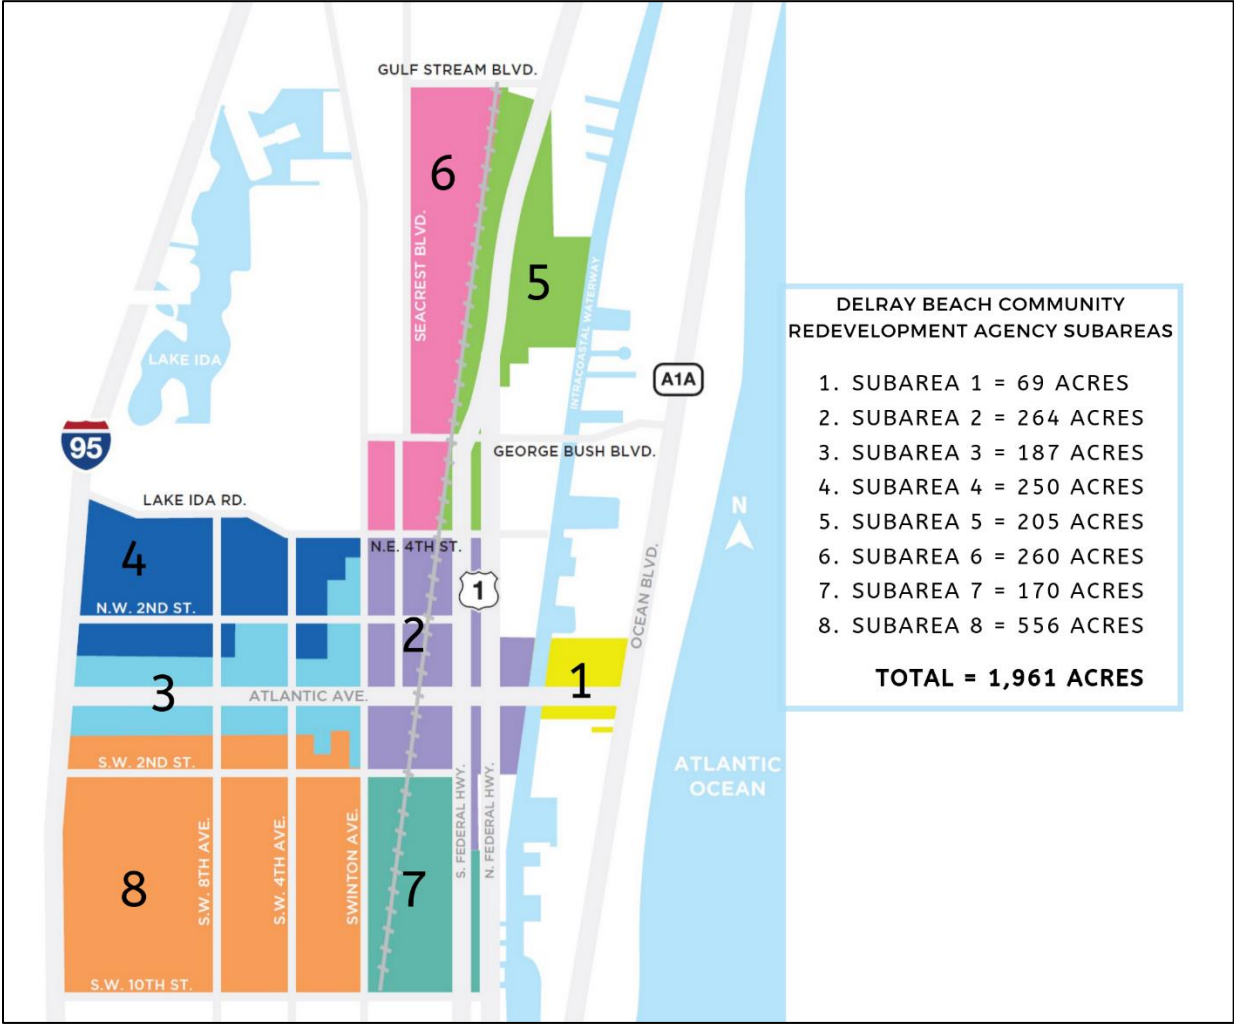 GULF STREAM BLVD.
6
SEACREST BLVD.
5
INTRACOASTAL WATERWAY
LAKE IDA
A1A
95
GEORGE BUSH BLVD.
LAKE IDA RD.
N
4
N.E. 4TH ST.
1
OCEAN BLVD.
N.W. 2ND ST.
2
3
ATLANTIC AVE.
1
S.W. 2ND ST.
ATLANTIC
OCEAN
S.W. 8TH AVE.
S.W. 4TH AVE.
SWINTON AVE.
S. FEDERAL HWY.
N. FEDERAL HWY.
8
7
S.W. 10TH ST.
DELRAY BEACH COMMUNITY
REDEVELOPMENT AGENCY SUBAREAS
1. SUBAREA 1 = 69 ACRES
2. SUBAREA 2 = 264 ACRES
3. SUBAREA 3 = 187 ACRES
4. SUBAREA 4 = 250 ACRES
5. SUBAREA 5 = 205 ACRES
6. SUBAREA 6 = 260 ACRES
7. SUBAREA 7 = 170 ACRES
8. SUBAREA 8 = 556 ACRES
TOTAL = 1,961 ACRES